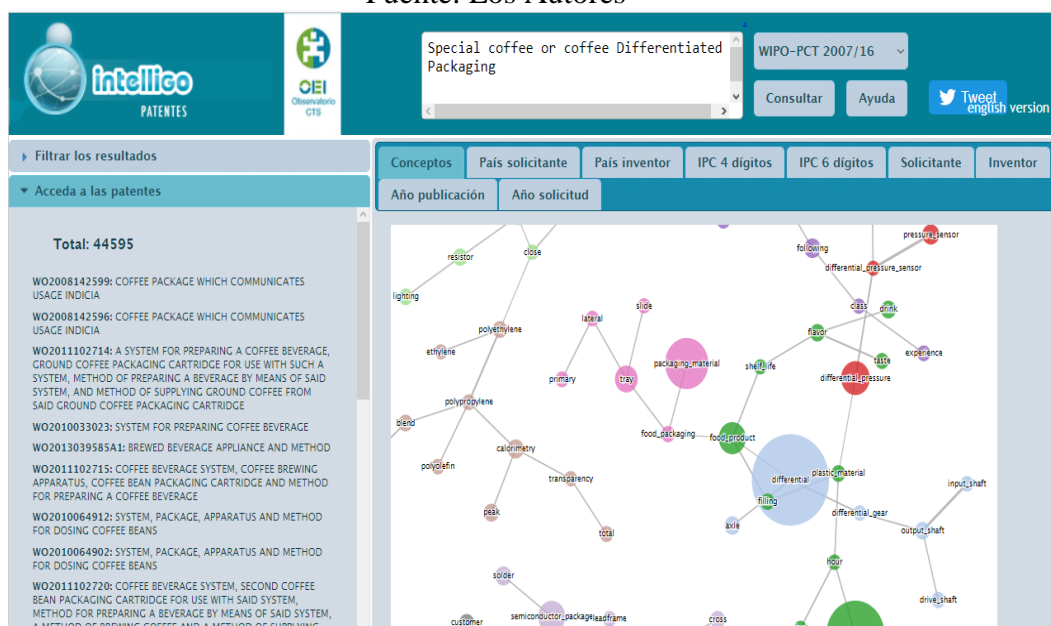 Fuente: Los Autores
intelligo
PATENTES
OEI
Observatorio
CTS
Special coffee or coffee Differentiated
Packaging
WIPO-PCT 2007/16
Consultar
Ayuda
Tweet
english version
Filtrar los resultados
Acceda a las patentes
Total: 44595
WO2008142599: COFFEE PACKAGE WHICH COMMUNICATES
USAGE INDICIA
WO2008142596: COFFEE PACKAGE WHICH COMMUNICATES
USAGE INDICIA
WO2011102714: A SYSTEM FOR PREPARING A COFFEE BEVERAGE,
GROUND COFFEE PACKAGING CARTRIDGE FOR USE WITH SUCH A
SYSTEM, METHOD OF PREPARING A BEVERAGE BY MEANS OF SAID
SYSTEM, AND METHOD OF SUPPLYING GROUND COFFEE FROM
SAID GROUND COFFEE PACKAGING CARTRIDGE
WO2010033023: SYSTEM FOR PREPARING COFFEE BEVERAGE
WO2013039585A1: BREWED BEVERAGE APPLIANCE AND METHOD
WO2011102715: COFFEE BEVERAGE SYSTEM, COFFEE BREWING
APPARATUS, COFFEE BEAN PACKAGING CARTRIDGE AND METHOD
FOR PREPARING A COFFEE BEVERAGE
WO2010064912: SYSTEM, PACKAGE, APPARATUS AND METHOD
FOR DOSING COFFEE BEANS
WO2010064902: SYSTEM, PACKAGE, APPARATUS AND METHOD
FOR DOSING COFFEE BEANS
WO2011102720: COFFEE BEVERAGE SYSTEM, SECOND COFFEE
BEAN PACKAGING CARTRIDGE FOR USE WITH SAID SYSTEM,
METHOD FOR PREPARING A BEVERAGE BY MEANS OF SAID SYSTEM,
A METHOD OF BREWING COFFEE AND A METHOD OF SUPPLYING
Conceptos
País solicitante
País inventor
IPC 4 dígitos
IPC 6 dígitos
Solicitante
Inventor
Año publicación
Año solicitud
pressure_sensor
following
close
resistor
differential_pressure_sensor
lighting
slide
class
drink
lateral
polyethylene
flavor
ethylene
experience
taste
packaging_material
shelf_life
primary
tray
differential_pressure
polypropylene
blend
food_packaging
food_product
calorimetry
polyolefin
plastic_material
transparency
differential
input_shaft
filling
peak
differential_gear
axle
output_shaft
total
hour
solder
drive_shaft
semiconductor_package
leadframe
customer
cross